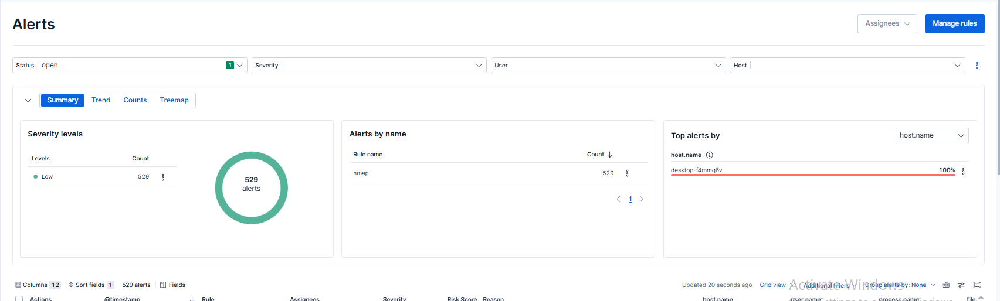 Alerts
Assignees
Manage rules
Status open 1
Severity
User
Host
Summary Trend Counts Treemap
Severity levels
Levels Count
Low 529
529
alerts
Alerts by name
Rule name Count
nmap 529
1
Top alerts by host.name
host.name
desktop-f4mmq6v 100%
Columns 12 Sort fields 1 529 alerts Fields
Updated 20 seconds ago Grid view Additional filters Group alerts by: None
Activate Windows
Actions @timestamp Rule Assignees Severity Risk Score Reason host.name user.name process.name file.